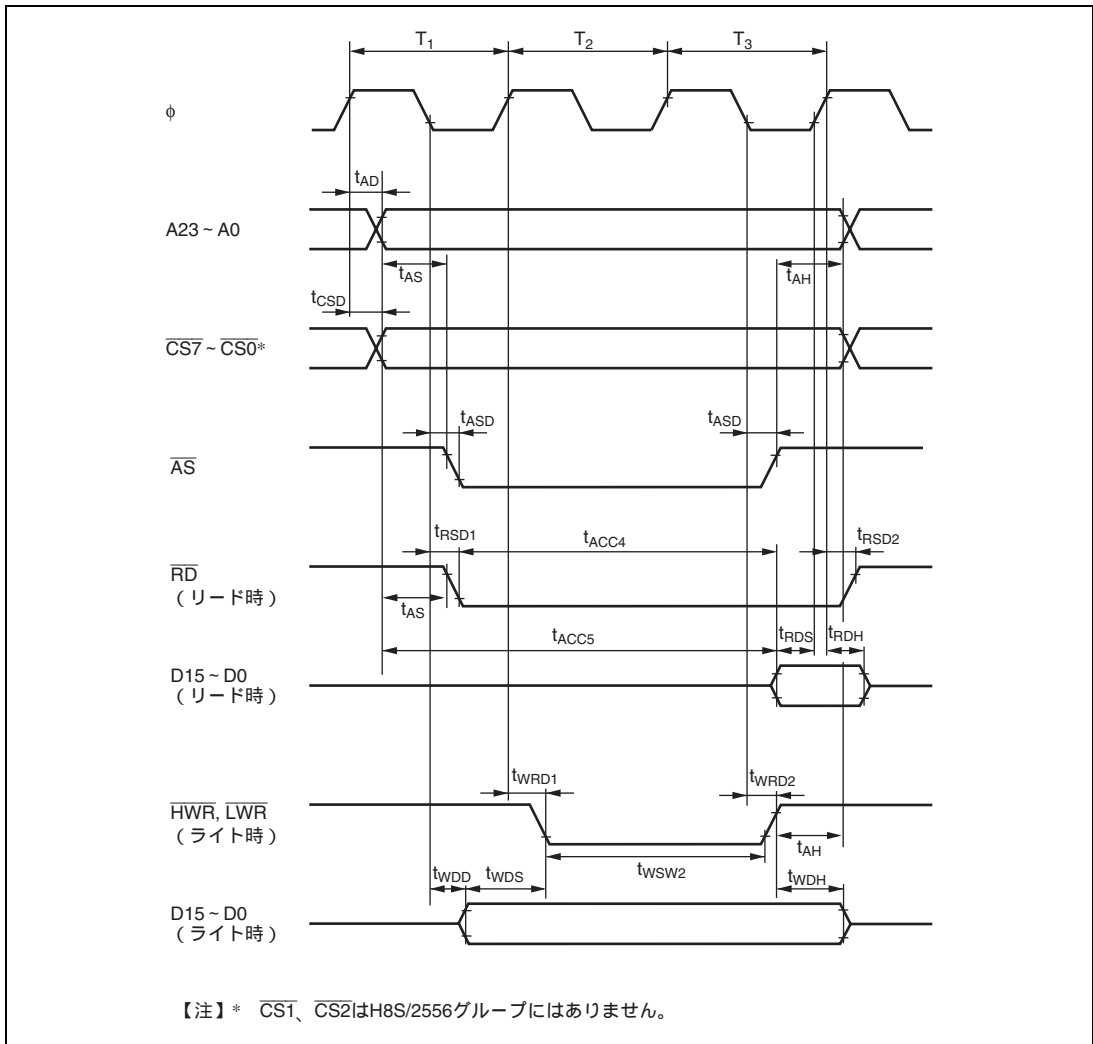 T1 T2 T3
φ
tAD
A23~A0
tAS tAH
tCSD
CS7~CS0*
tASD tASD
AS
tRSD1 tACC4 tRSD2
RD
(リード時)
tAS
tACC5 tRDS tRDH
D15~D0
(リード時)
tWRD1 tWRD2
HWR, LWR
(ライト時)
tAH
tWSW2
tWDD tWDS tWDH
D15~D0
(ライト時)
【注】* CS1、CS2はH8S/2556グループにはありません。